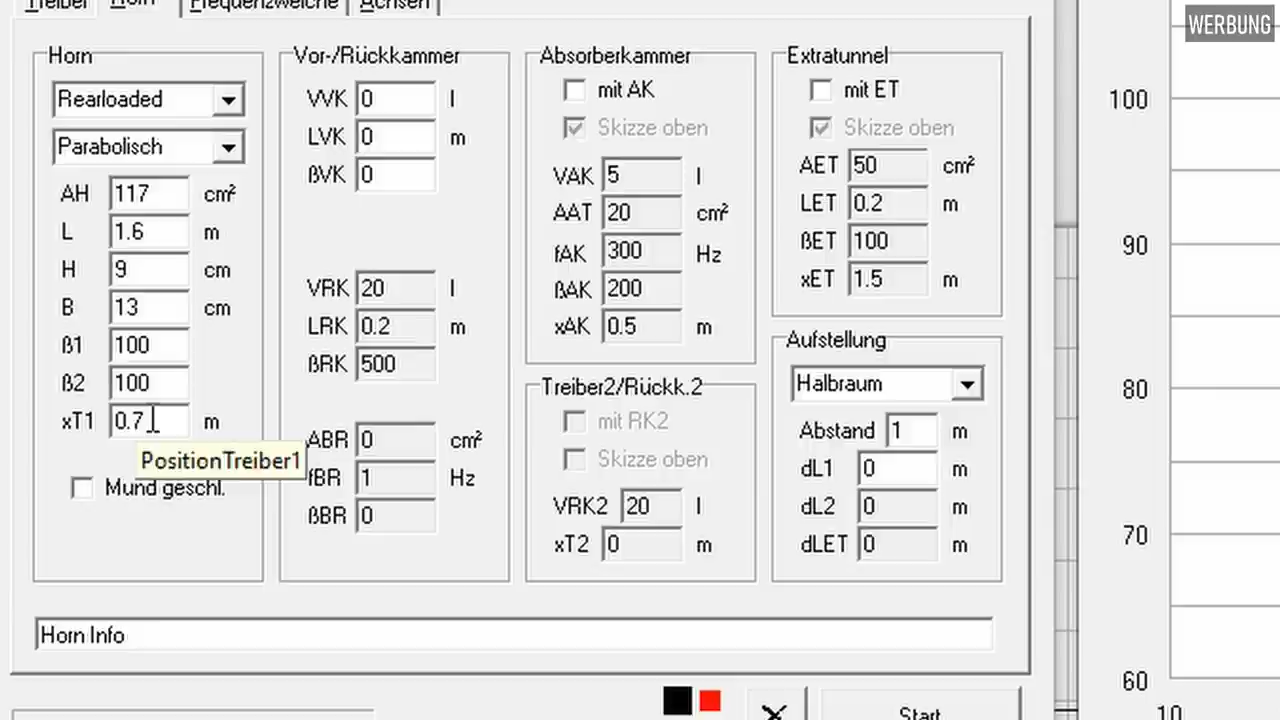 Treiber Horn Frequenzweiche Achsen
WERBUNG
Horn
Rearloaded
Parabolisch
AH 117 cm²
L 1.6 m
H 9 cm
B 13 cm
ß1 100
ß2 100
xT1 0.7 m
PositionTreiber1
Mund geschl.
Vor-/Rückkammer
VVK 0 l
LVK 0 m
ßVK 0
VRK 20 l
LRK 0.2 m
ßRK 500
ABR 0 cm²
fBR 1 Hz
ßBR 0
Absorberkammer
mit AK
Skizze oben
VAK 5 l
AAT 20 cm²
fAK 300 Hz
ßAK 200
xAK 0.5 m
Treiber2/Rückk.2
mit RK2
Skizze oben
VRK2 20 l
xT2 0 m
Extratunnel
mit ET
Skizze oben
AET 50 cm²
LET 0.2 m
ßET 100
xET 1.5 m
Aufstellung
Halbraum
Abstand 1 m
dL1 0 m
dL2 0 m
dLET 0 m
Horn Info
Start
100
90
80
70
60
10